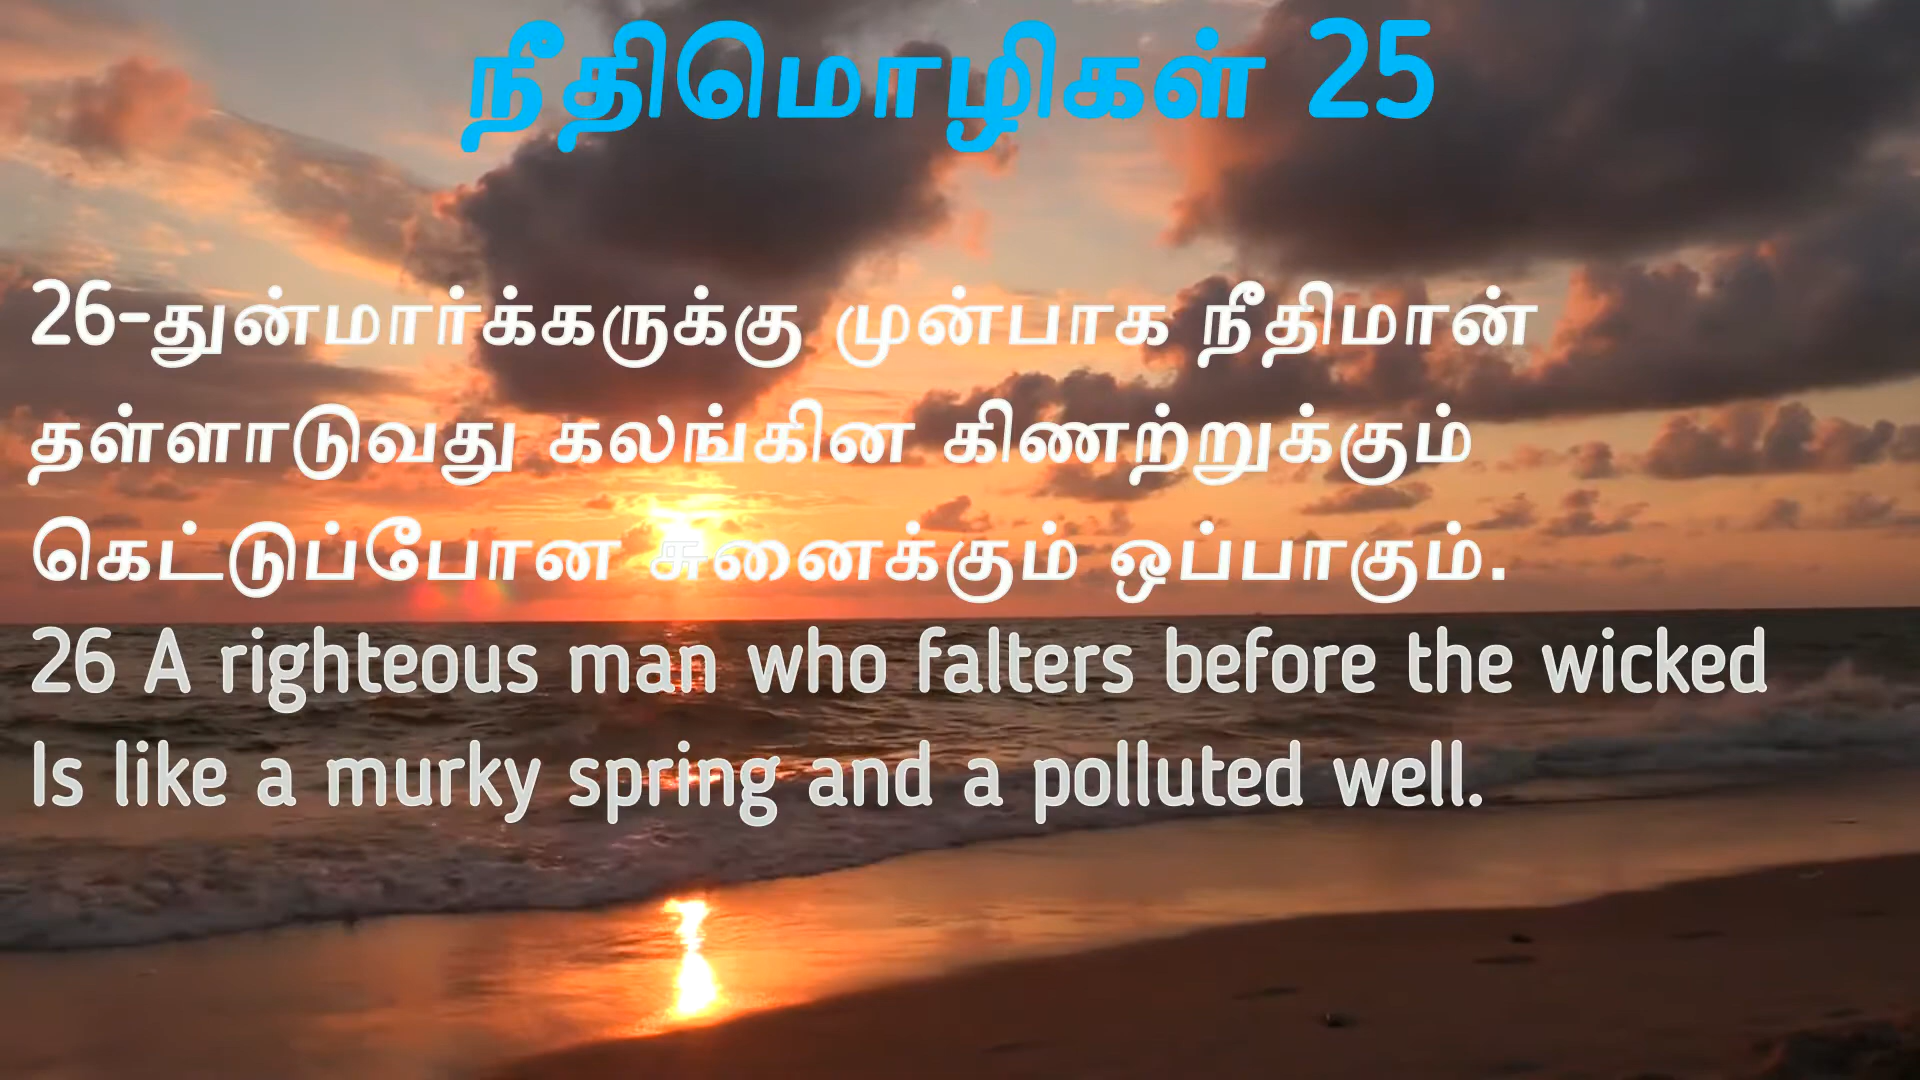 நீதிமொழிகள் 25
26-துன்மார்க்கருக்கு முன்பாக நீதிமான்
தள்ளாடுவது கலங்கின கிணற்றுக்கும்
கெட்டுப்போன சுனைக்கும் ஒப்பாகும்.
26 A righteous man who falters before the wicked
Is like a murky spring and a polluted well.